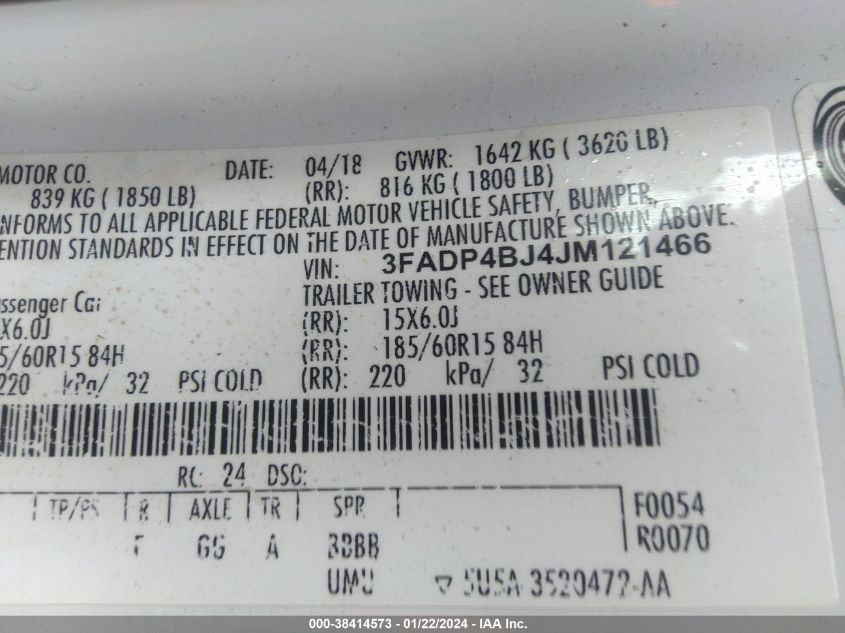 MOTOR CO. DATE: 04/18 GVWR: 1642 KG ( 3620 LB)
839 KG ( 1850 LB) (RR): 816 KG ( 1800 LB)
NFORMS TO ALL APPLICABLE FEDERAL MOTOR VEHICLE SAFETY, BUMPER,
ENTION STANDARDS IN EFFECT ON THE DATE OF MANUFACTURE SHOWN ABOVE.
VIN: 3FADP4BJ4JM121466
ssenger Car TRAILER TOWING - SEE OWNER GUIDE
X6.0J (RR): 15X6.0J
5/60R15 84H (RR): 185/60R15 84H
220 kPa/ 32 PSI COLD (RR): 220 kPa/ 32 PSI COLD
RC: 24 DSO:
TP/PS R AXLE TR SPR F0054
GG A BBBB R0070
UMU 5U5A-3520472-AA
000-38414573 - 01/22/2024 - IAA Inc.